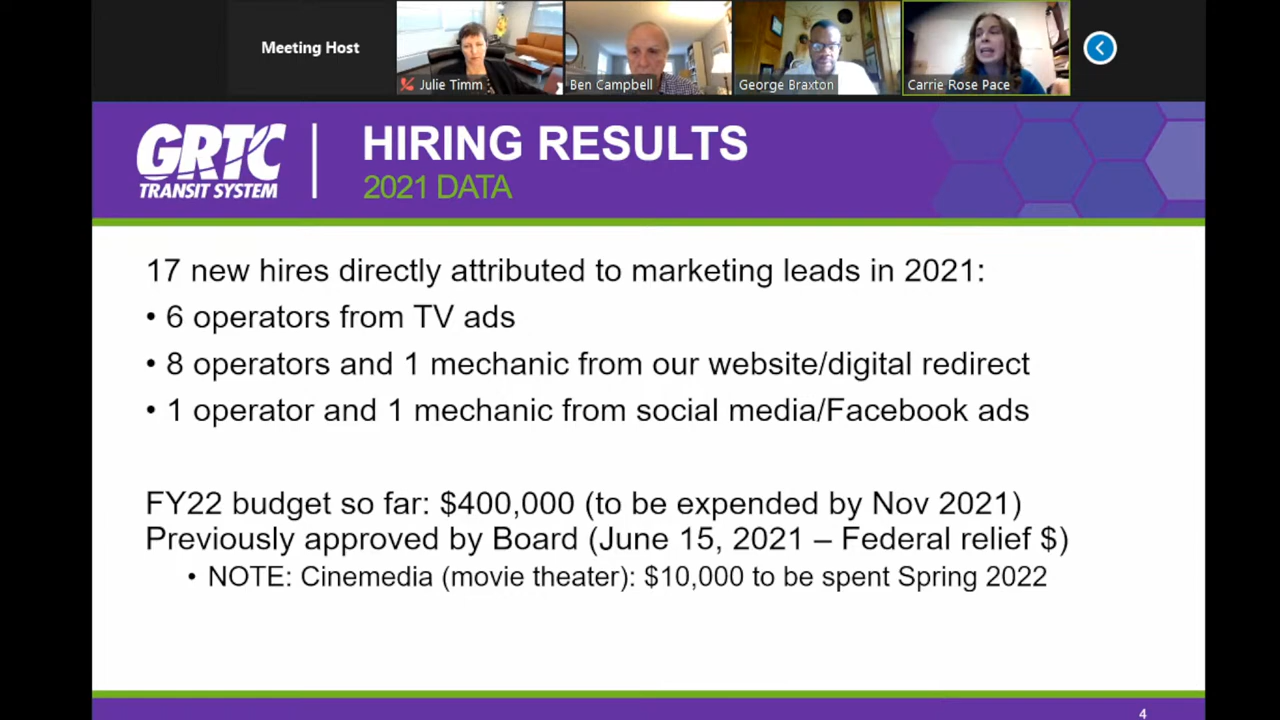 Meeting Host
Julie Timm
Ben Campbell
George Braxton
Carrie Rose Pace
GRTC
TRANSIT SYSTEM
HIRING RESULTS
2021 DATA
17 new hires directly attributed to marketing leads in 2021:
• 6 operators from TV ads
• 8 operators and 1 mechanic from our website/digital redirect
• 1 operator and 1 mechanic from social media/Facebook ads
FY22 budget so far: $400,000 (to be expended by Nov 2021)
Previously approved by Board (June 15, 2021 – Federal relief $)
• NOTE: Cinemedia (movie theater): $10,000 to be spent Spring 2022
4